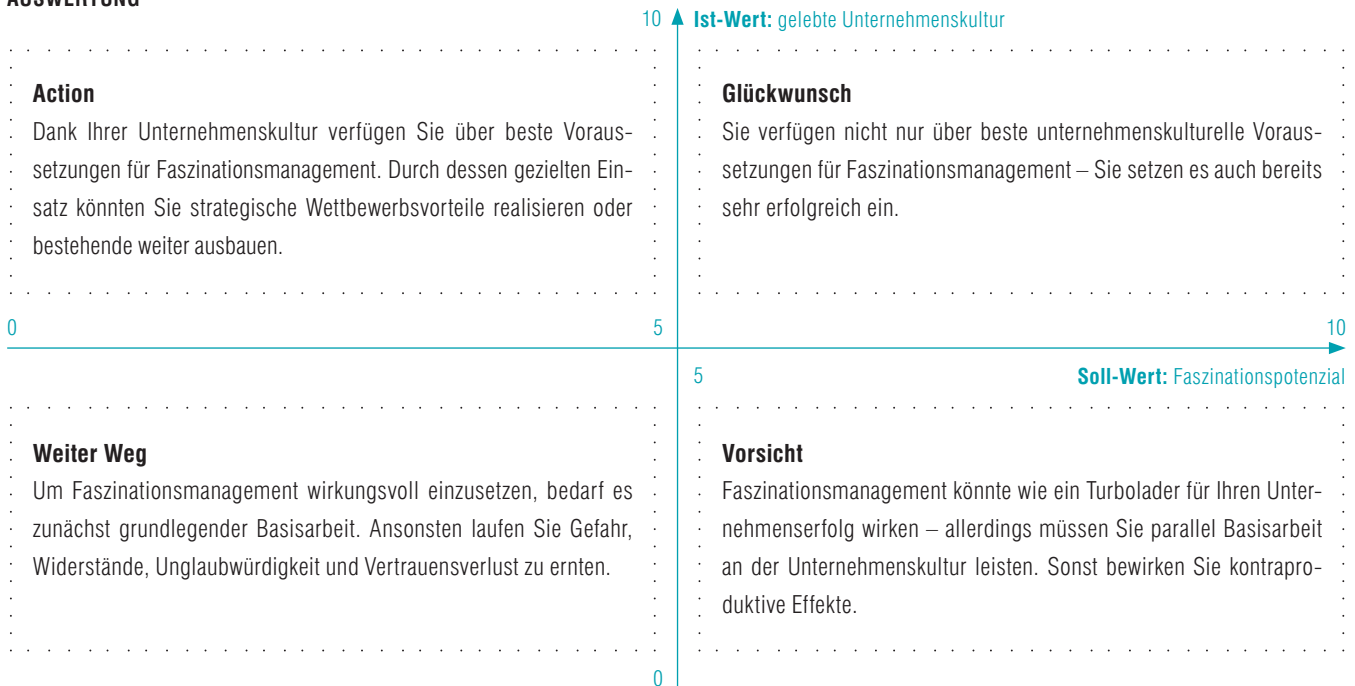 AUSWERTUNG
10 Ist-Wert: gelebte Unternehmenskultur
Action
Dank Ihrer Unternehmenskultur verfügen Sie über beste Voraus-
setzungen für Faszinationsmanagement. Durch dessen gezielten Ein-
satz könnten Sie strategische Wettbewerbsvorteile realisieren oder
bestehende weiter ausbauen.
Glückwunsch
Sie verfügen nicht nur über beste unternehmenskulturelle Voraus-
setzungen für Faszinationsmanagement – Sie setzen es auch bereits
sehr erfolgreich ein.
0 5 10
5 Soll-Wert: Faszinationspotenzial
Weiter Weg
Um Faszinationsmanagement wirkungsvoll einzusetzen, bedarf es
zunächst grundlegender Basisarbeit. Ansonsten laufen Sie Gefahr,
Widerstände, Unglaubwürdigkeit und Vertrauensverlust zu ernten.
Vorsicht
Faszinationsmanagement könnte wie ein Turbolader für Ihren Unter-
nehmenserfolg wirken – allerdings müssen Sie parallel Basisarbeit
an der Unternehmenskultur leisten. Sonst bewirken Sie kontrapro-
duktive Effekte.
0